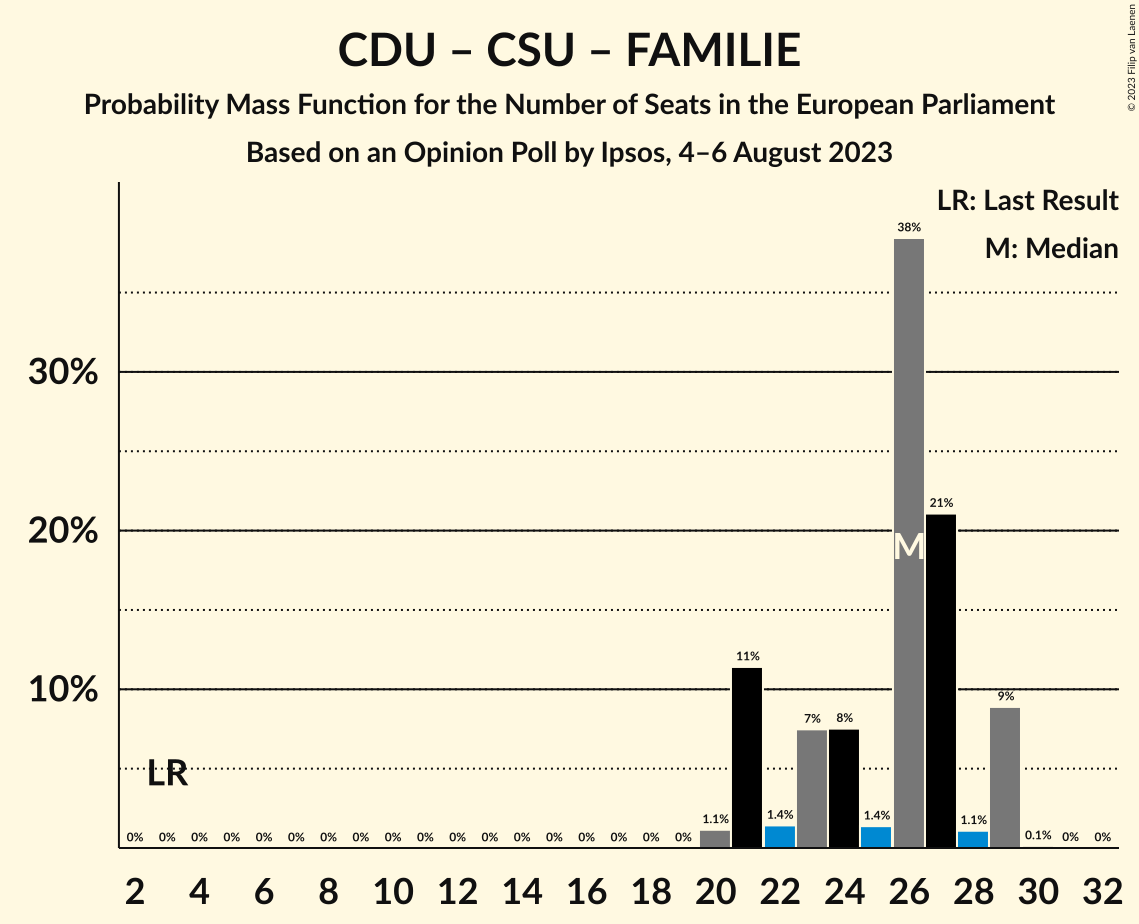 CDU – CSU – FAMILIE
Probability Mass Function for the Number of Seats in the European Parliament
Based on an Opinion Poll by Ipsos, 4–6 August 2023
© 2023 Filip van Laenen
LR: Last Result
M: Median
38%
30%
21%
20%
M
11%
10%
9%
7%
8%
LR
1.1%
1.4%
1.4%
1.1%
0.1%
0% 0% 0% 0% 0% 0% 0% 0% 0% 0% 0% 0% 0% 0% 0% 0% 0% 0% 0% 0%
2 4 6 8 10 12 14 16 18 20 22 24 26 28 30 32